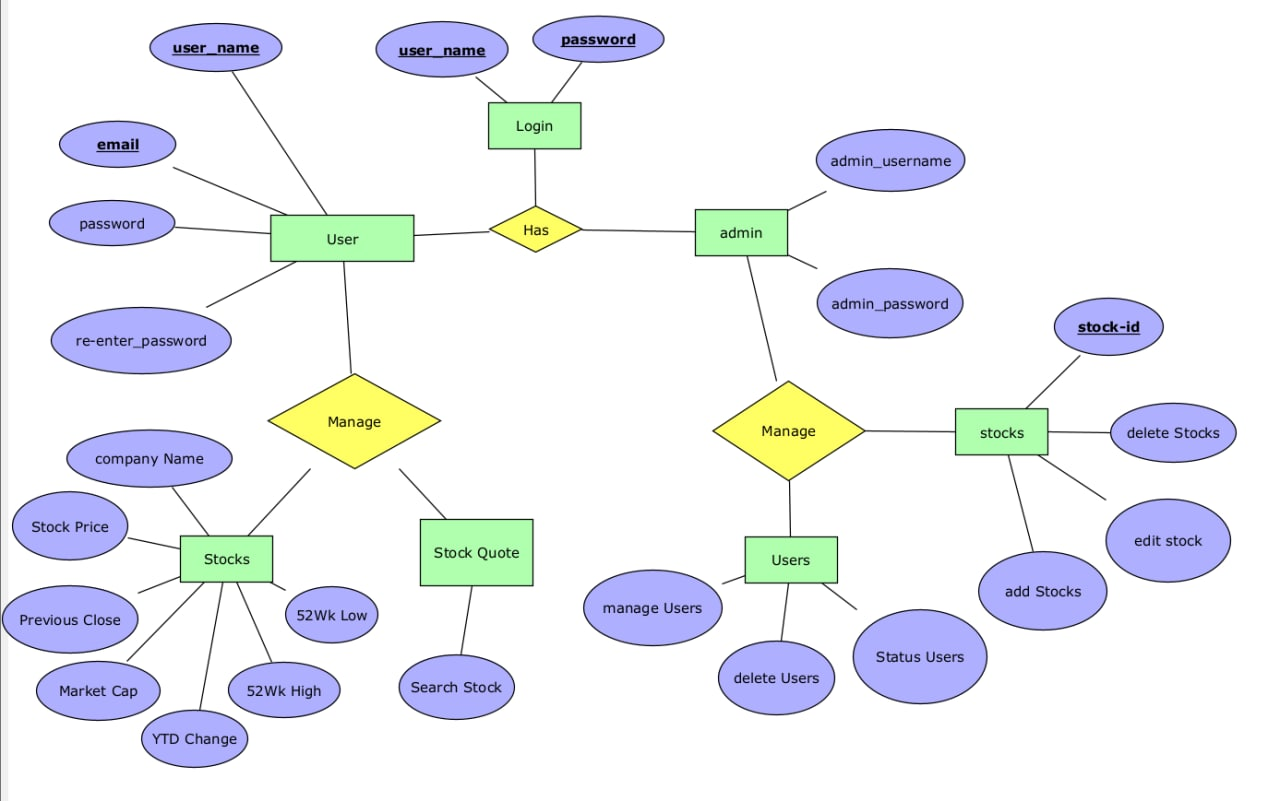 user_name
user_name
password
Login
email
admin_username
password
User
Has
admin
admin_password
re-enter_password
stock-id
Manage
Manage
stocks
delete Stocks
company Name
Stock Price
edit stock
Stocks
Stock Quote
Users
add Stocks
manage Users
Previous Close
52Wk Low
Status Users
delete Users
Market Cap
52Wk High
Search Stock
YTD Change